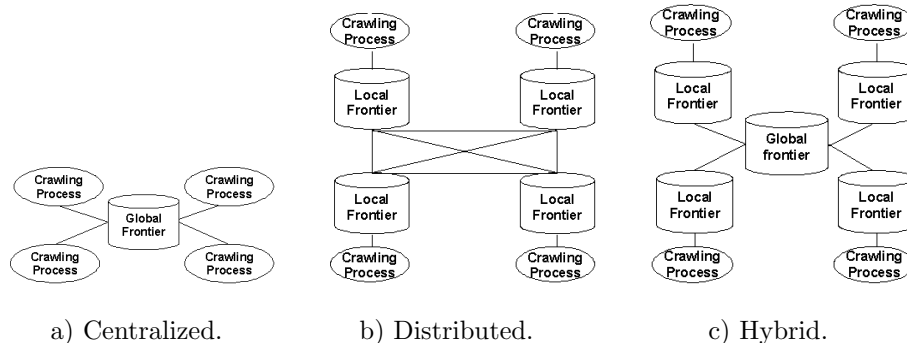 Crawling
Process
Crawling
Process
Global
Frontier
Crawling
Process
Crawling
Process
a) Centralized.
Crawling
Process
Crawling
Process
Local
Frontier
Local
Frontier
Local
Frontier
Local
Frontier
Crawling
Process
Crawling
Process
b) Distributed.
Crawling
Process
Crawling
Process
Local
Frontier
Local
Frontier
Global
frontier
Local
Frontier
Local
Frontier
Crawling
Process
Crawling
Process
c) Hybrid.